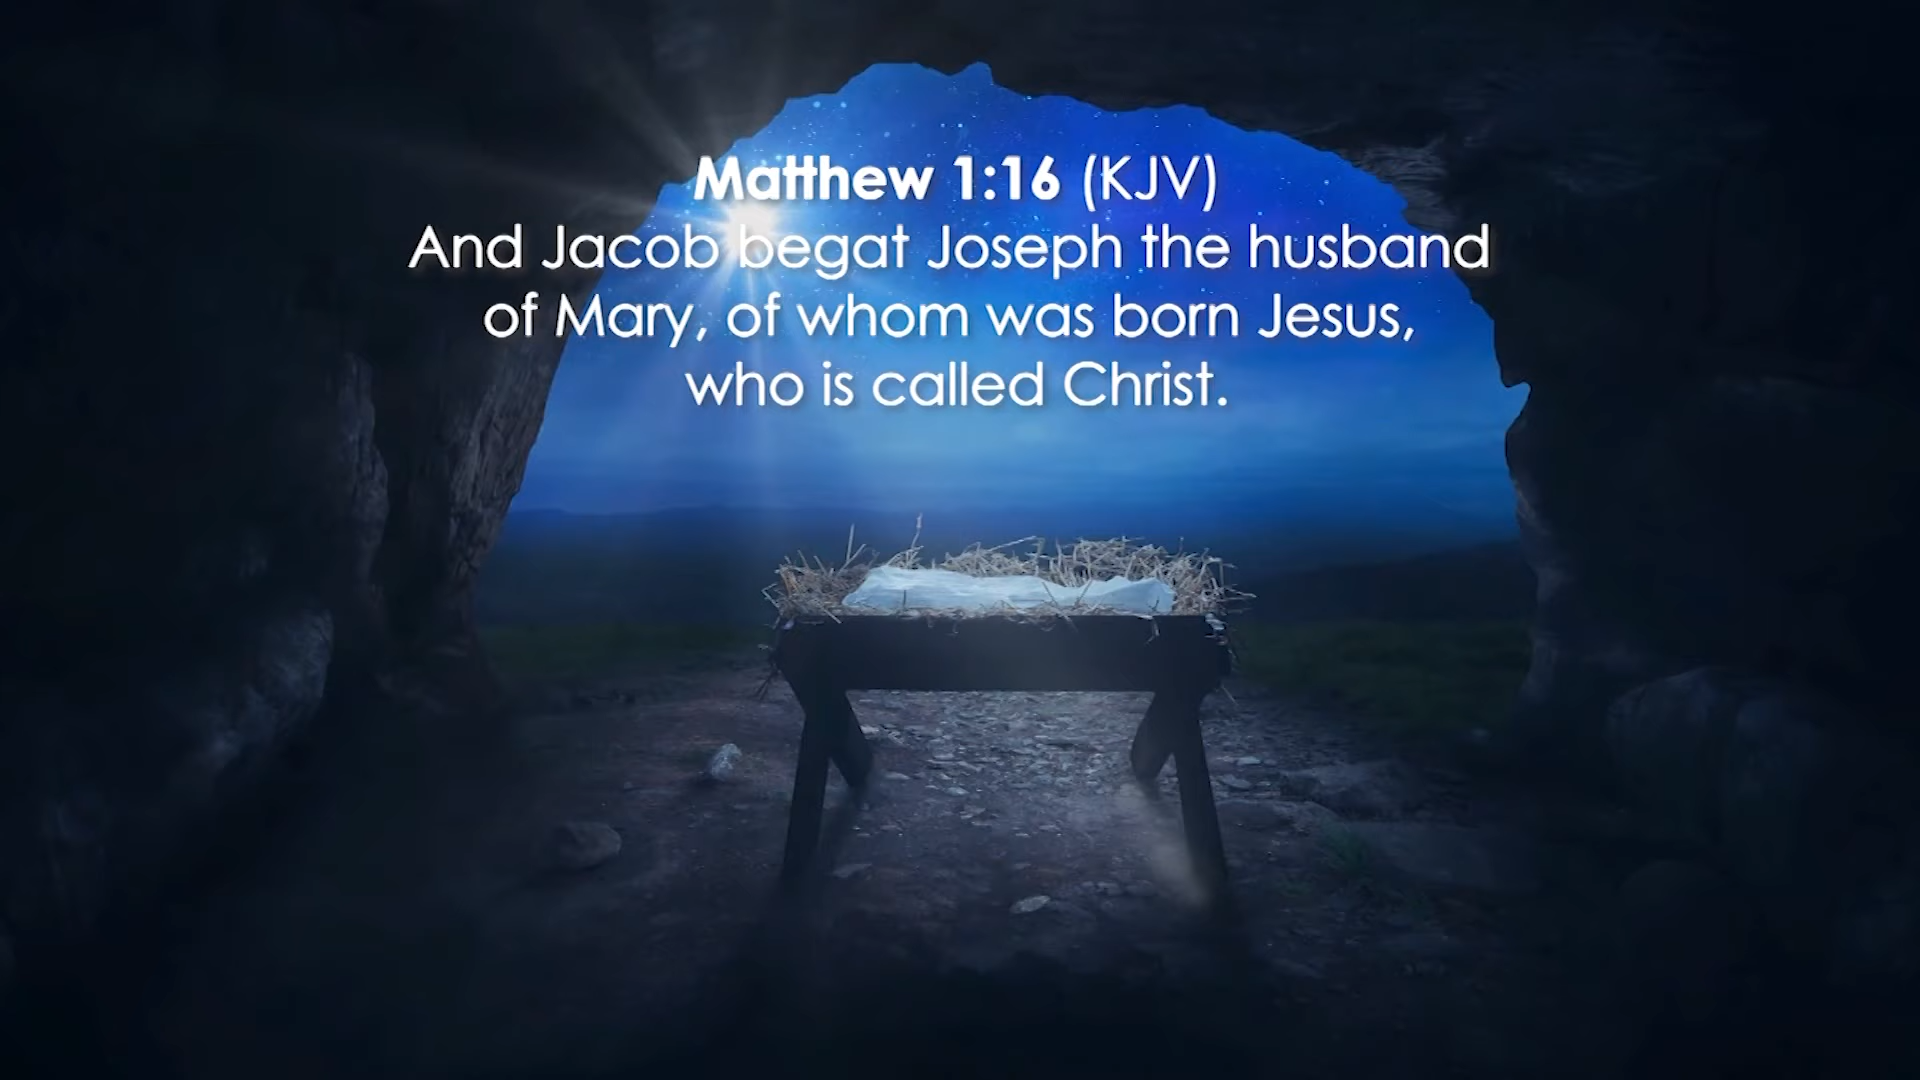 Matthew 1:16 (KJV)
And Jacob begat Joseph the husband
of Mary, of whom was born Jesus,
who is called Christ.